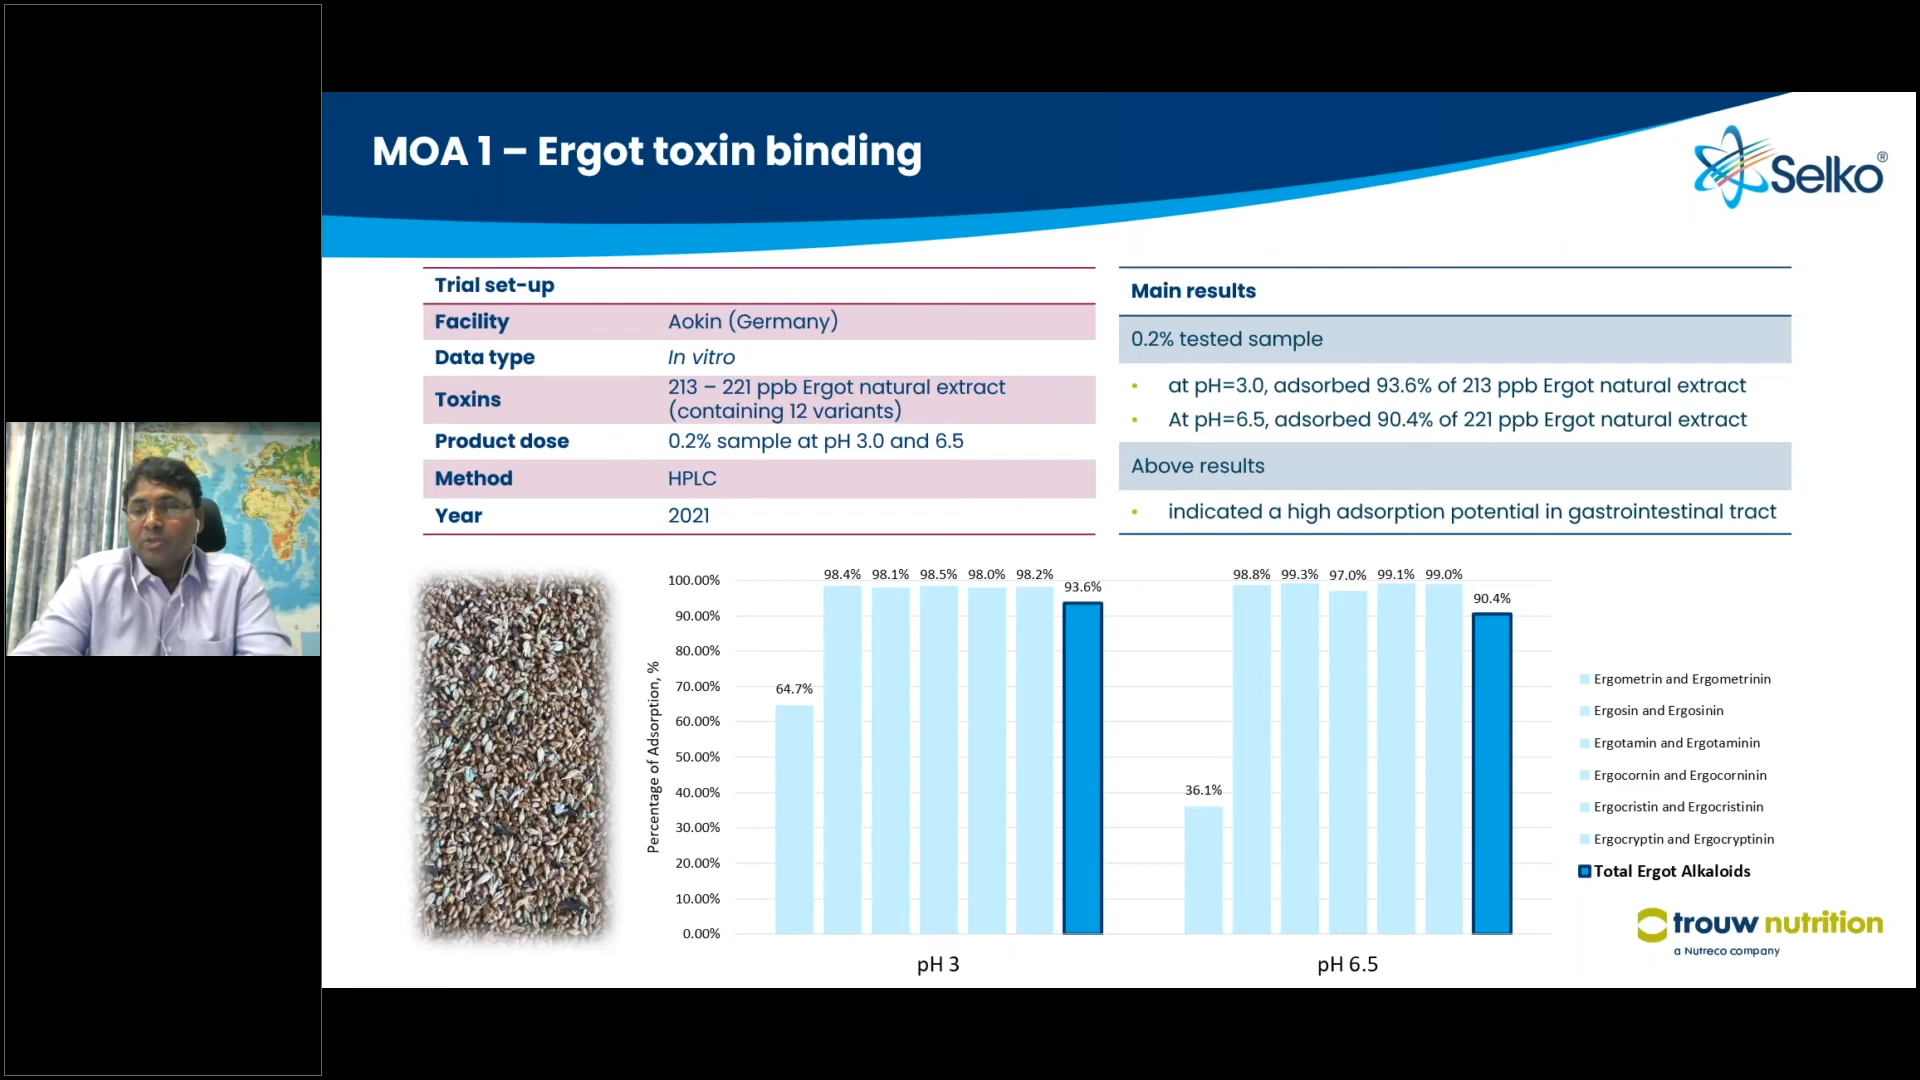 MOA 1 – Ergot toxin binding
Selko®
Trial set-up
Facility Aokin (Germany)
Data type In vitro
Toxins 213 – 221 ppb Ergot natural extract
(containing 12 variants)
Product dose 0.2% sample at pH 3.0 and 6.5
Method HPLC
Year 2021
Main results
0.2% tested sample
• at pH=3.0, adsorbed 93.6% of 213 ppb Ergot natural extract
• At pH=6.5, adsorbed 90.4% of 221 ppb Ergot natural extract
Above results
• indicated a high adsorption potential in gastrointestinal tract
Percentage of Adsorption, %
100.00%
90.00%
80.00%
70.00%
60.00%
50.00%
40.00%
30.00%
20.00%
10.00%
0.00%
64.7% 98.4% 98.1% 98.5% 98.0% 98.2% 93.6%
36.1% 98.8% 99.3% 97.0% 99.1% 99.0% 90.4%
pH 3
pH 6.5
Ergometrin and Ergometrinin
Ergosin and Ergosinin
Ergotamin and Ergotaminin
Ergocornin and Ergocorninin
Ergocristin and Ergocristinin
Ergocryptin and Ergocryptinin
Total Ergot Alkaloids
trouw nutrition
a Nutreco company